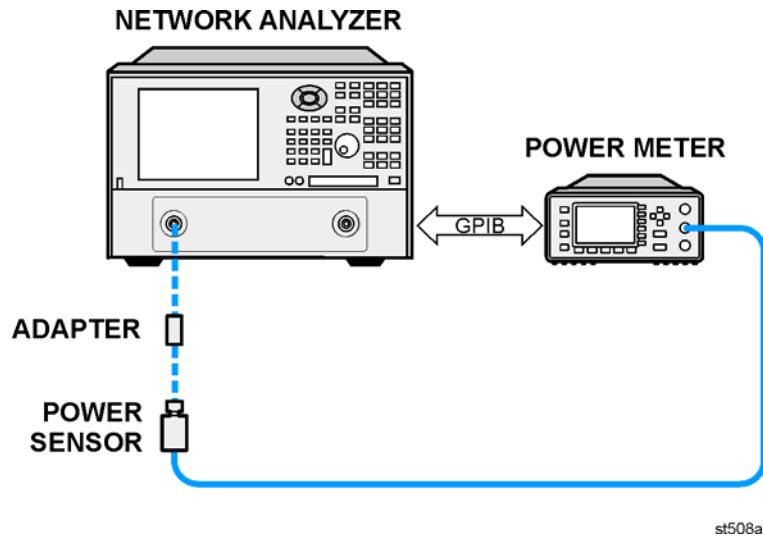 NETWORK ANALYZER
POWER METER
GPIB
ADAPTER
POWER
SENSOR
st508a